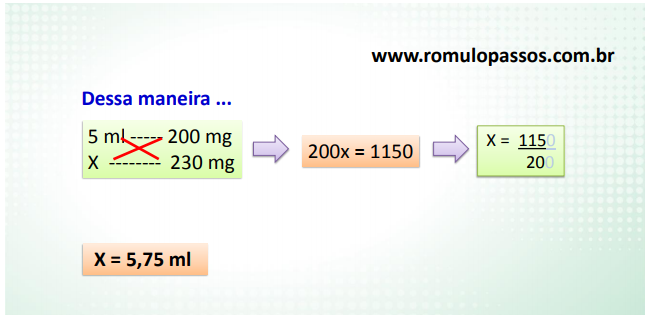 www.romulopassos.com.br
Dessa maneira ...
5 ml ----- 200 mg
X -------- 230 mg
200x = 1150
X = 1150
200
X = 5,75 ml